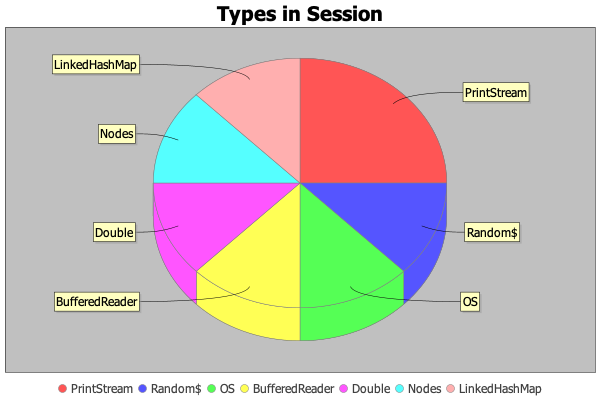 Types in Session
LinkedHashMap
PrintStream
Nodes
Double
Random$
BufferedReader
OS
PrintStream Random$ OS BufferedReader Double Nodes LinkedHashMap